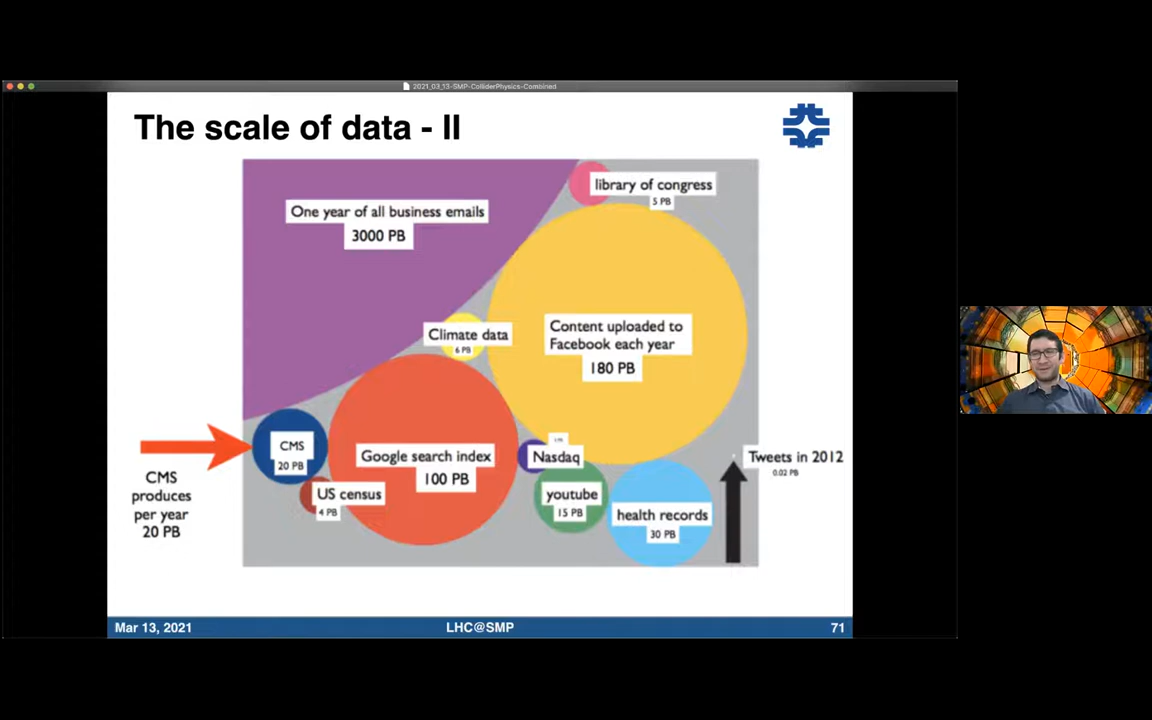 2021_03_13-SMP-ColliderPhysics-Combined
The scale of data - II
library of congress
5 PB
One year of all business emails
3000 PB
Climate data
6 PB
Content uploaded to
Facebook each year
180 PB
CMS
20 PB
Google search index
100 PB
Nasdaq
Tweets in 2012
0.02 PB
CMS
produces
per year
20 PB
US census
4 PB
youtube
15 PB
health records
30 PB
Mar 13, 2021
LHC@SMP
71